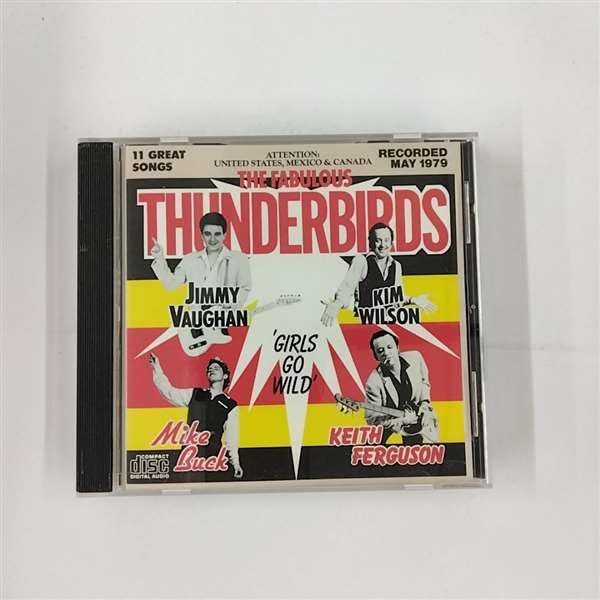 11 GREAT
SONGS
ATTENTION:
UNITED STATES, MEXICO & CANADA
RECORDED
MAY 1979
THE FABULOUS
THUNDERBIRDS
JIMMY
VAUGHAN
KIM
WILSON
'GIRLS
GO
WILD'
Mike
Buck
KEITH
FERGUSON
COMPACT
disc
DIGITAL AUDIO